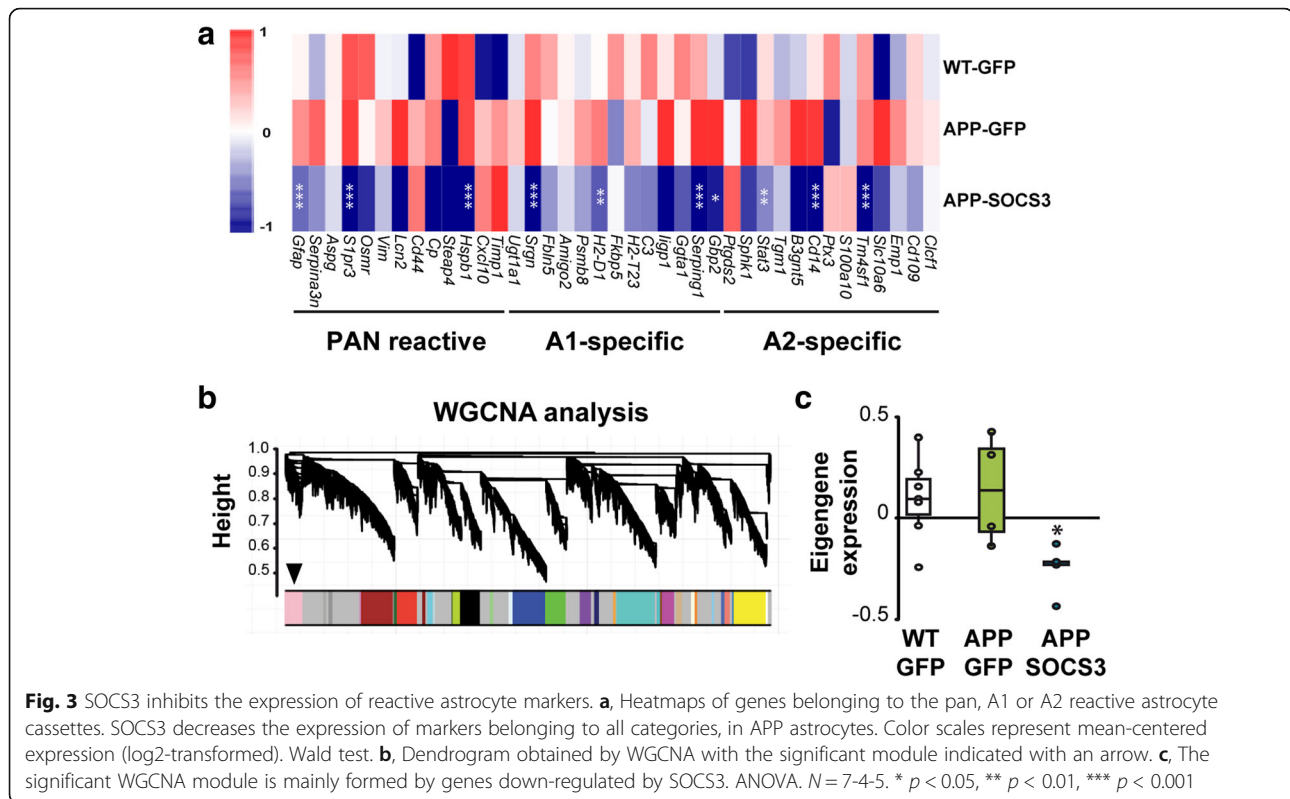 a
1
0
-1
WT-GFP
APP-GFP
APP-SOCS3
*** *** *** *** ** *** * ** *** ***
Gfap
Serpina3n
Aspg
S1pr3
Osmr
Vim
Lcn2
Cd44
Cp
Steap4
Hspb1
Cxcl10
Timp1
Ugt1a1
Srgn
Fbln5
Amigo2
Psmb8
H2-D1
Fkbp5
H2-T23
C3
Iigp1
Ggta1
Serping1
Gbp2
Ptgds2
Sphk1
Stat3
Tgm1
B3gnt5
Cd14
Ptx3
S100a10
Tm4sf1
Slc10a6
Emp1
Cd109
Clcf1
PAN reactive
A1-specific
A2-specific
b
WGCNA analysis
Height
1.0
0.9
0.8
0.7
0.6
0.5
c
Eigengene
expression
0.5
0
-0.5
*
WT
GFP
APP
GFP
APP
SOCS3
Fig. 3 SOCS3 inhibits the expression of reactive astrocyte markers. a, Heatmaps of genes belonging to the pan, A1 or A2 reactive astrocyte
cassettes. SOCS3 decreases the expression of markers belonging to all categories, in APP astrocytes. Color scales represent mean-centered
expression (log2-transformed). Wald test. b, Dendrogram obtained by WGCNA with the significant module indicated with an arrow. c, The
significant WGCNA module is mainly formed by genes down-regulated by SOCS3. ANOVA. N = 7-4-5. * p < 0.05, ** p < 0.01, *** p < 0.001